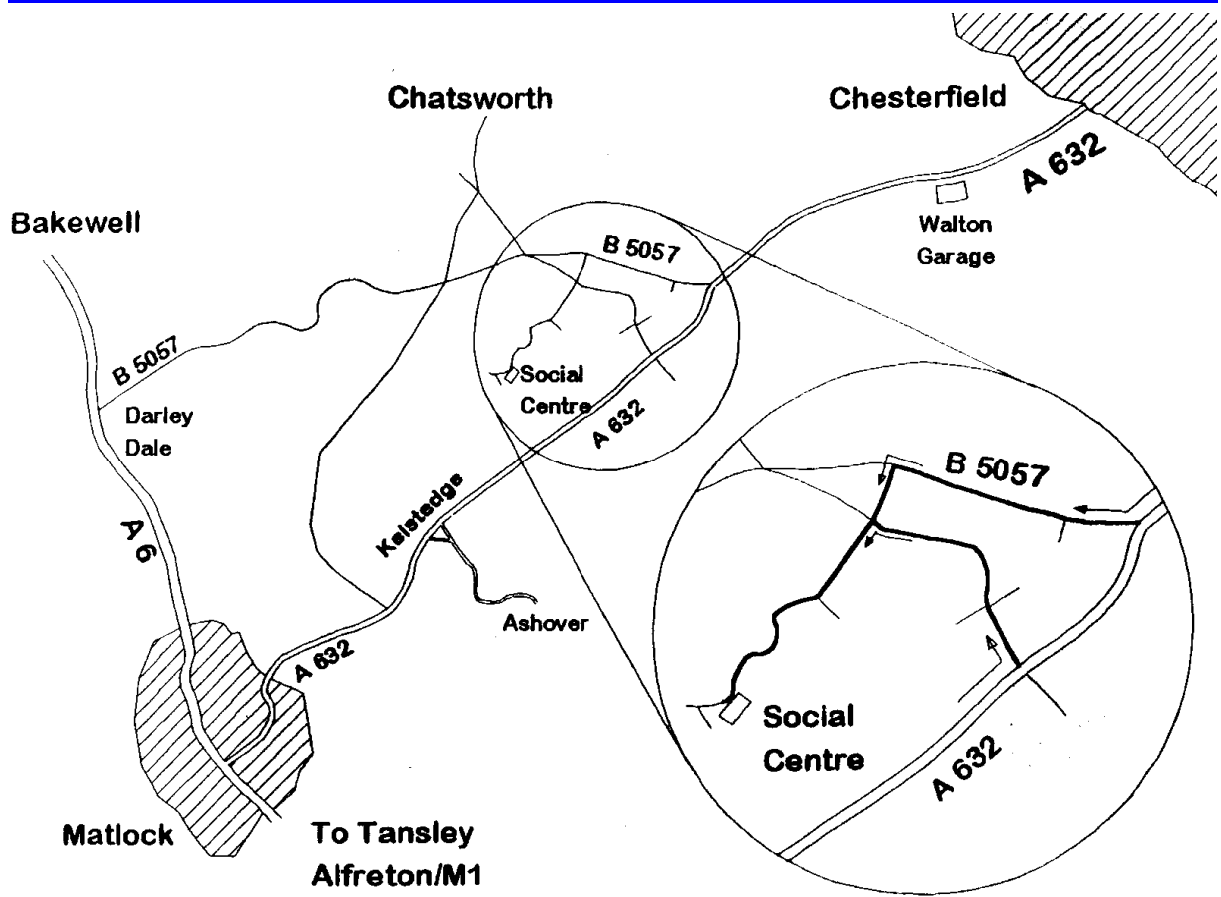 Chatsworth
Chesterfield
A 632
Bakewell
Walton
Garage
B 5057
B 5057
Darley
Dale
Social
Centre
A 632
Kelstedge
A 6
B 5057
Ashover
A 632
Social
Centre
A 632
Matlock
To Tansley
Alfreton/M1